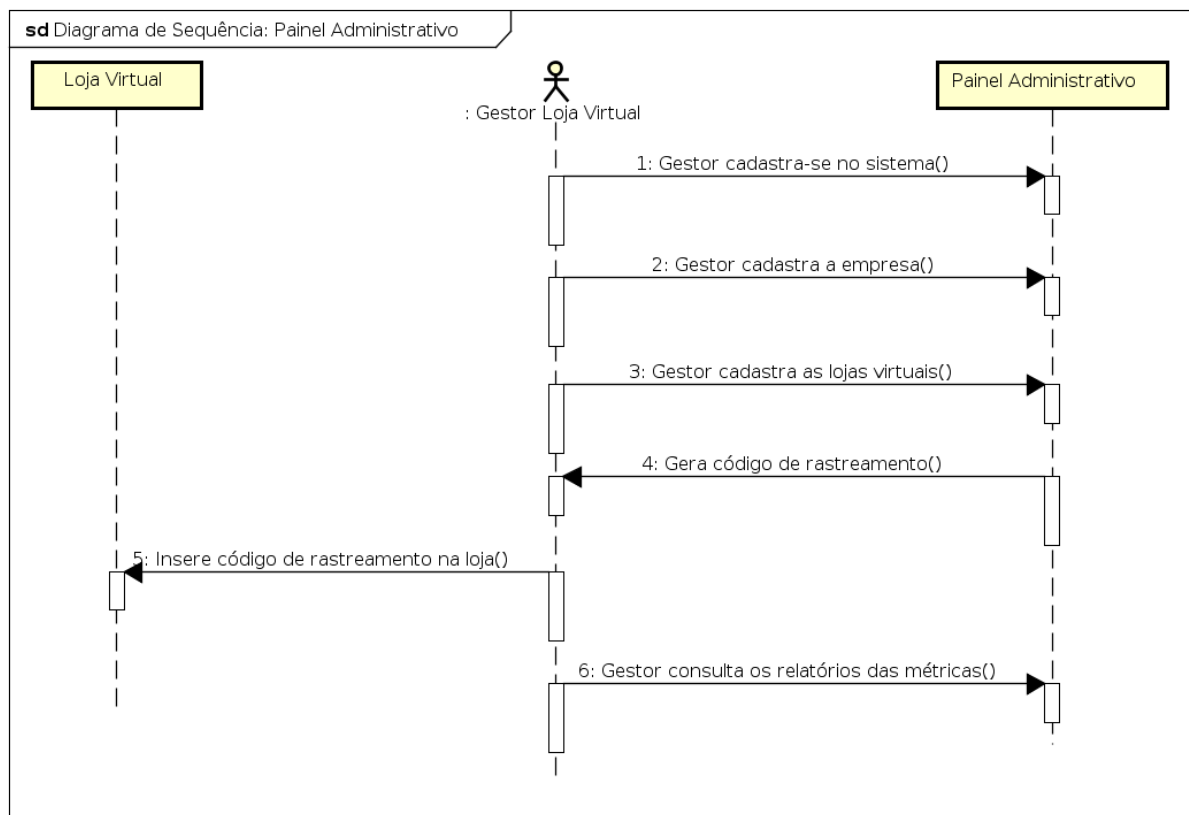 sd Diagrama de Sequência: Painel Administrativo
Loja Virtual
: Gestor Loja Virtual
Painel Administrativo
1: Gestor cadastra-se no sistema()
2: Gestor cadastra a empresa()
3: Gestor cadastra as lojas virtuais()
4: Gera código de rastreamento()
5: Insere código de rastreamento na loja()
6: Gestor consulta os relatórios das métricas()